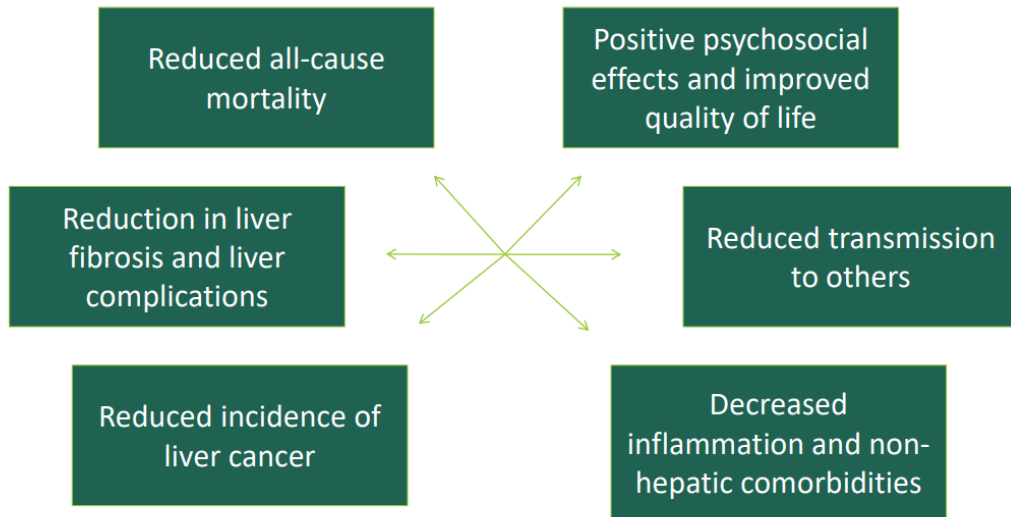 Reduced all-cause
mortality
Positive psychosocial
effects and improved
quality of life
Reduction in liver
fibrosis and liver
complications
Reduced transmission
to others
Reduced incidence of
liver cancer
Decreased
inflammation and non-
hepatic comorbidities